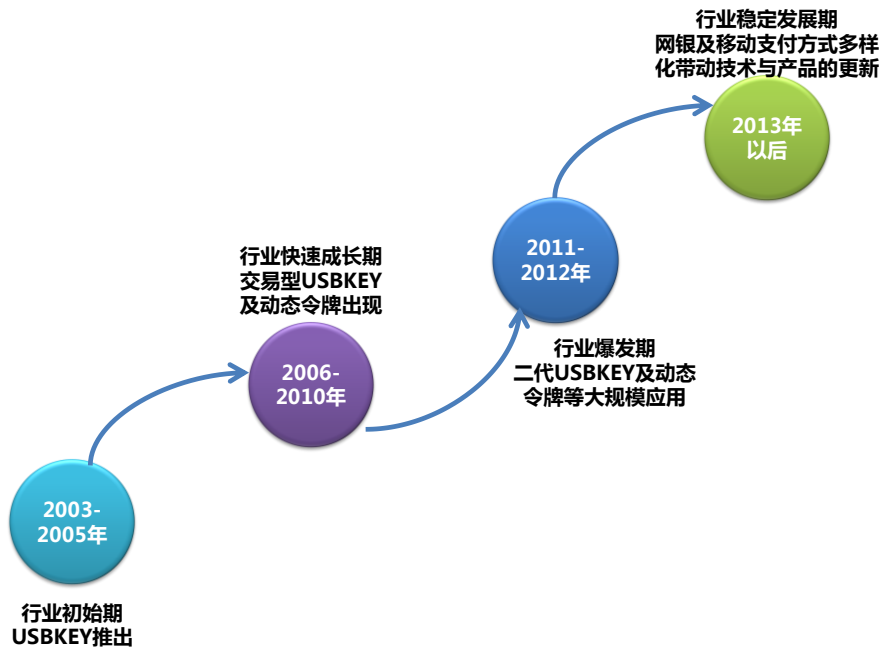 行业稳定发展期
网银及移动支付方式多样
化带动技术与产品的更新
2013年
以后
2011-
2012年
行业爆发期
二代USBKEY及动态
令牌等大规模应用
行业快速成长期
交易型USBKEY
及动态令牌出现
2006-
2010年
2003-
2005年
行业初始期
USBKEY推出